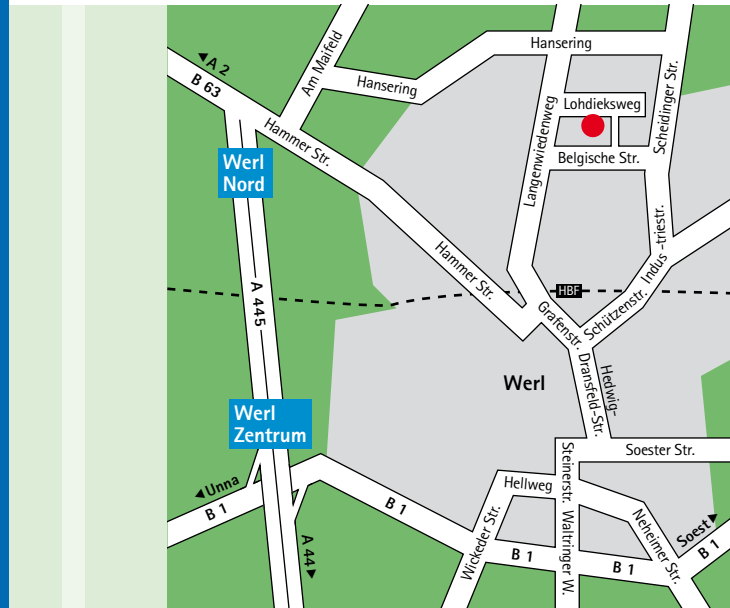 A 2
B 63
Am Maifeld
Hansering
Hansering
Hammer Str.
Werl
Nord
Lohdieksweg
Belgische Str.
Langenwiedenweg
Scheidinger Str.
Indus -triestr.
Schützenstr.
Hammer Str.
HBF
A 445
Grafenstr.
Hedwig-
Dransfeld-Str.
Werl
Werl
Zentrum
Soester Str.
Steinerstr.
Hellweg
Unna
B 1
B 1
Wickeder Str.
Waltringer W.
Neheimer Str.
Soest
B 1
B 1
B 1
A 44